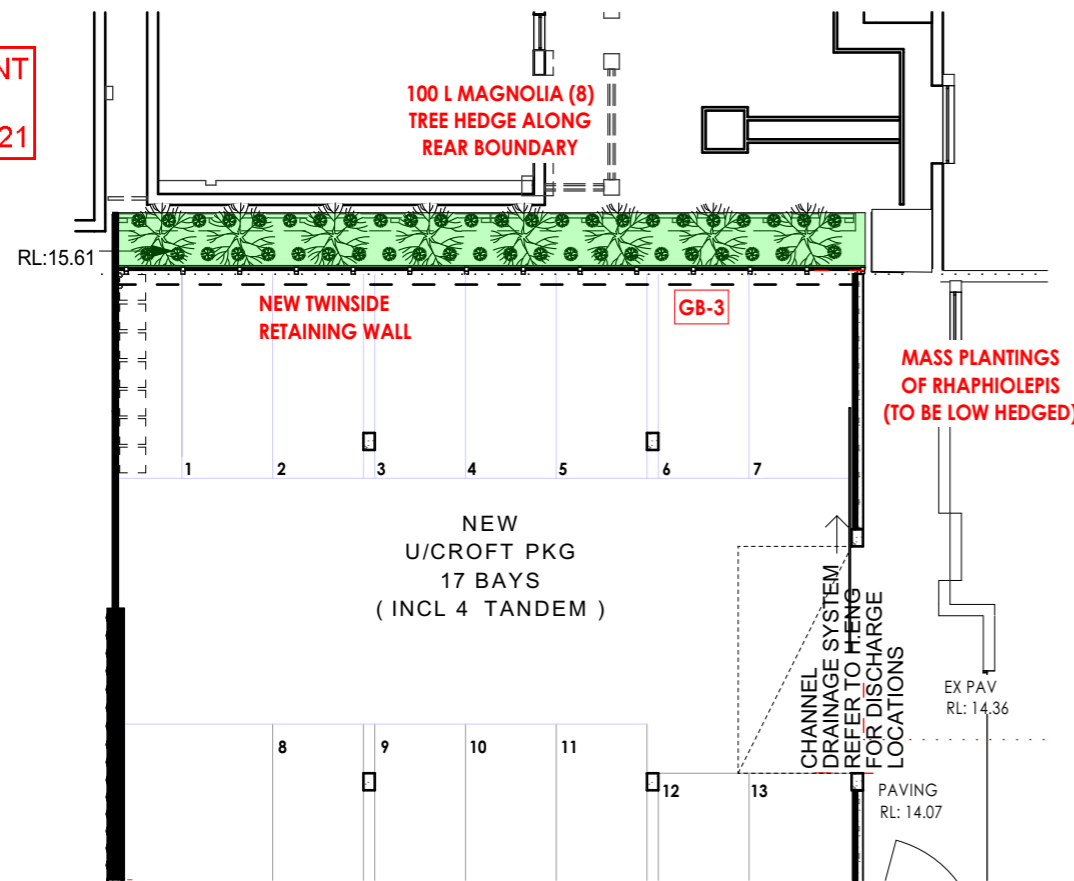 NT
21
100 L MAGNOLIA (8)
TREE HEDGE ALONG
REAR BOUNDARY
RL:15.61
NEW TWINSIDE
RETAINING WALL
GB-3
MASS PLANTINGS
OF RHAPHIOLEPIS
(TO BE LOW HEDGED)
1
2
3
4
5
6
7
NEW
U/CROFT PKG
17 BAYS
( INCL 4 TANDEM )
CHANNEL
DRAINAGE SYSTEM
REFER TO H.ENG
FOR DISCHARGE
LOCATIONS
EX PAV
RL: 14.36
8
9
10
11
12
13
PAVING
RL: 14.07